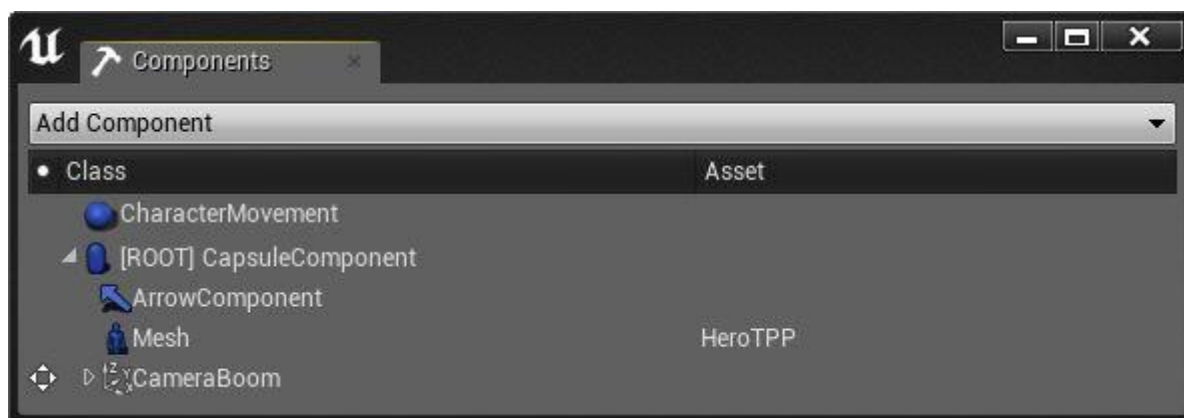 Components
Add Component
Class Asset
CharacterMovement
[ROOT] CapsuleComponent
ArrowComponent
Mesh HeroTPP
CameraBoom